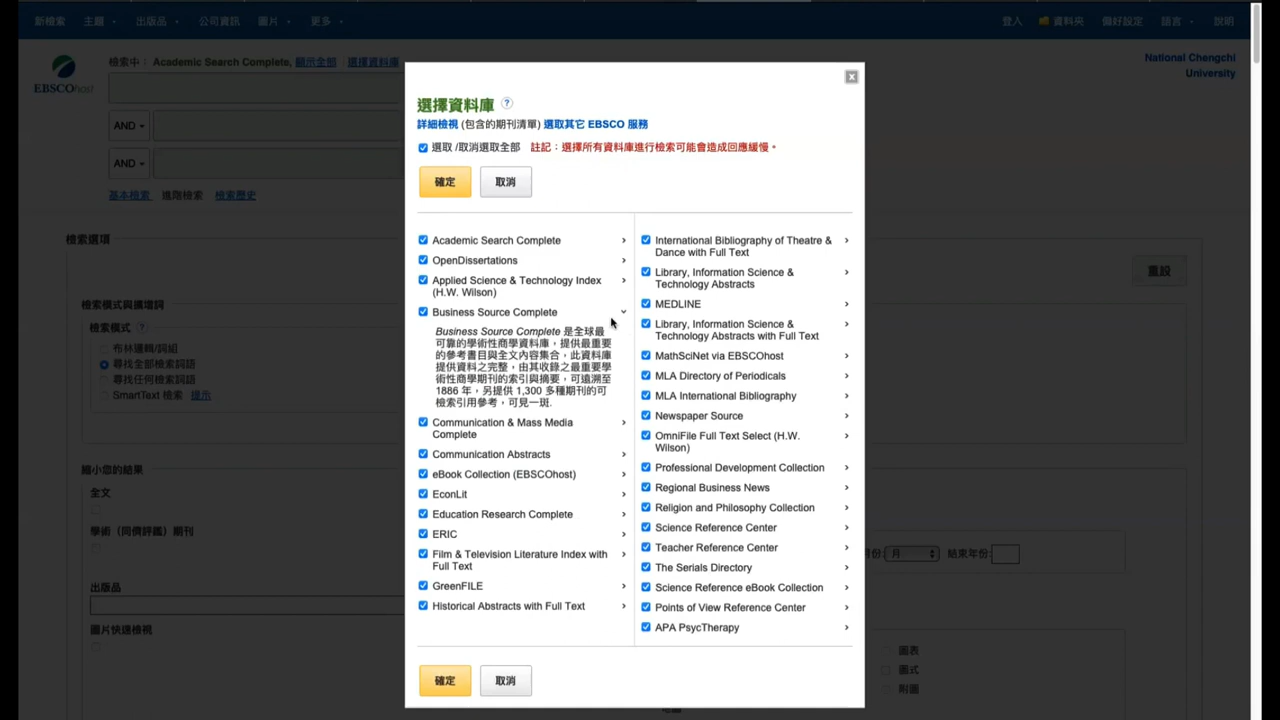 新檢索 主題 出版品 公司資訊 圖片 更多 登入 資料夾 偏好設定 語言 說明
檢索中: Academic Search Complete, 顯示全部 選擇資料庫
EBSCOhost
National Chengchi
University
AND
AND
基本檢索 進階檢索 檢索歷史
檢索選項
重設
檢索模式與擴增詞
檢索模式 ?
布林邏輯/詞組
尋找全部檢索詞語
尋找任何檢索詞語
SmartText 檢索 提示
縮小您的結果
全文
學術（同儕評鑑）期刊
出版品
圖片快速檢視
月份: 月 結束年份:
圖表
圖式
附圖
選擇資料庫 ?
詳細檢視 (包含的期刊清單) 選取其它 EBSCO 服務
選取 /取消選取全部 註記：選擇所有資料庫進行檢索可能會造成回應緩慢。
確定 取消
Academic Search Complete
OpenDissertations
Applied Science & Technology Index
(H.W. Wilson)
Business Source Complete
Business Source Complete 是全球最
可靠的學術性商學資料庫，提供最重要
的參考書目與全文內容集合，此資料庫
提供資料之完整，由其收錄之最重要學
術性商學期刊的索引與摘要，可遠溯至
1886 年，另提供 1,300 多種期刊的可
檢索引用參考，可見一斑.
Communication & Mass Media
Complete
Communication Abstracts
eBook Collection (EBSCOhost)
EconLit
Education Research Complete
ERIC
Film & Television Literature Index with
Full Text
GreenFILE
Historical Abstracts with Full Text
International Bibliography of Theatre &
Dance with Full Text
Library, Information Science &
Technology Abstracts
MEDLINE
Library, Information Science &
Technology Abstracts with Full Text
MathSciNet via EBSCOhost
MLA Directory of Periodicals
MLA International Bibliography
Newspaper Source
OmniFile Full Text Select (H.W.
Wilson)
Professional Development Collection
Regional Business News
Religion and Philosophy Collection
Science Reference Center
Teacher Reference Center
The Serials Directory
Science Reference eBook Collection
Points of View Reference Center
APA PsycTherapy
確定 取消